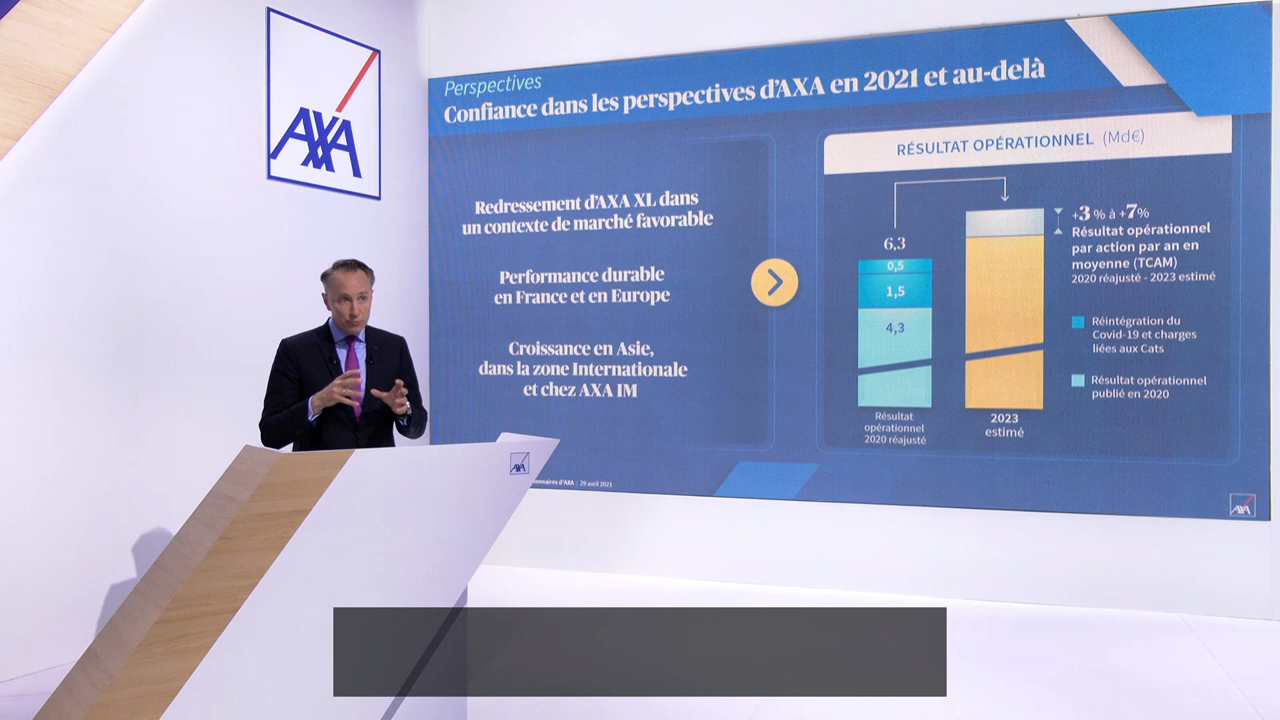 AXA
Perspectives
Confiance dans les perspectives d'AXA en 2021 et au-delà
Redressement d'AXA XL dans
un contexte de marché favorable
Performance durable
en France et en Europe
Croissance en Asie,
dans la zone Internationale
et chez AXA IM
RÉSULTAT OPÉRATIONNEL (Md€)
6,3
0,5
1,5
4,3
Résultat
opérationnel
2020 réajusté
2023
estimé
+3 % à +7%
Résultat opérationnel
par action par an en
moyenne (TCAM)
2020 réajusté - 2023 estimé
Réintégration du
Covid-19 et charges
liées aux Cats
Résultat opérationnel
publié en 2020
d'AXA | 29 avril 2021
AXA
AXA